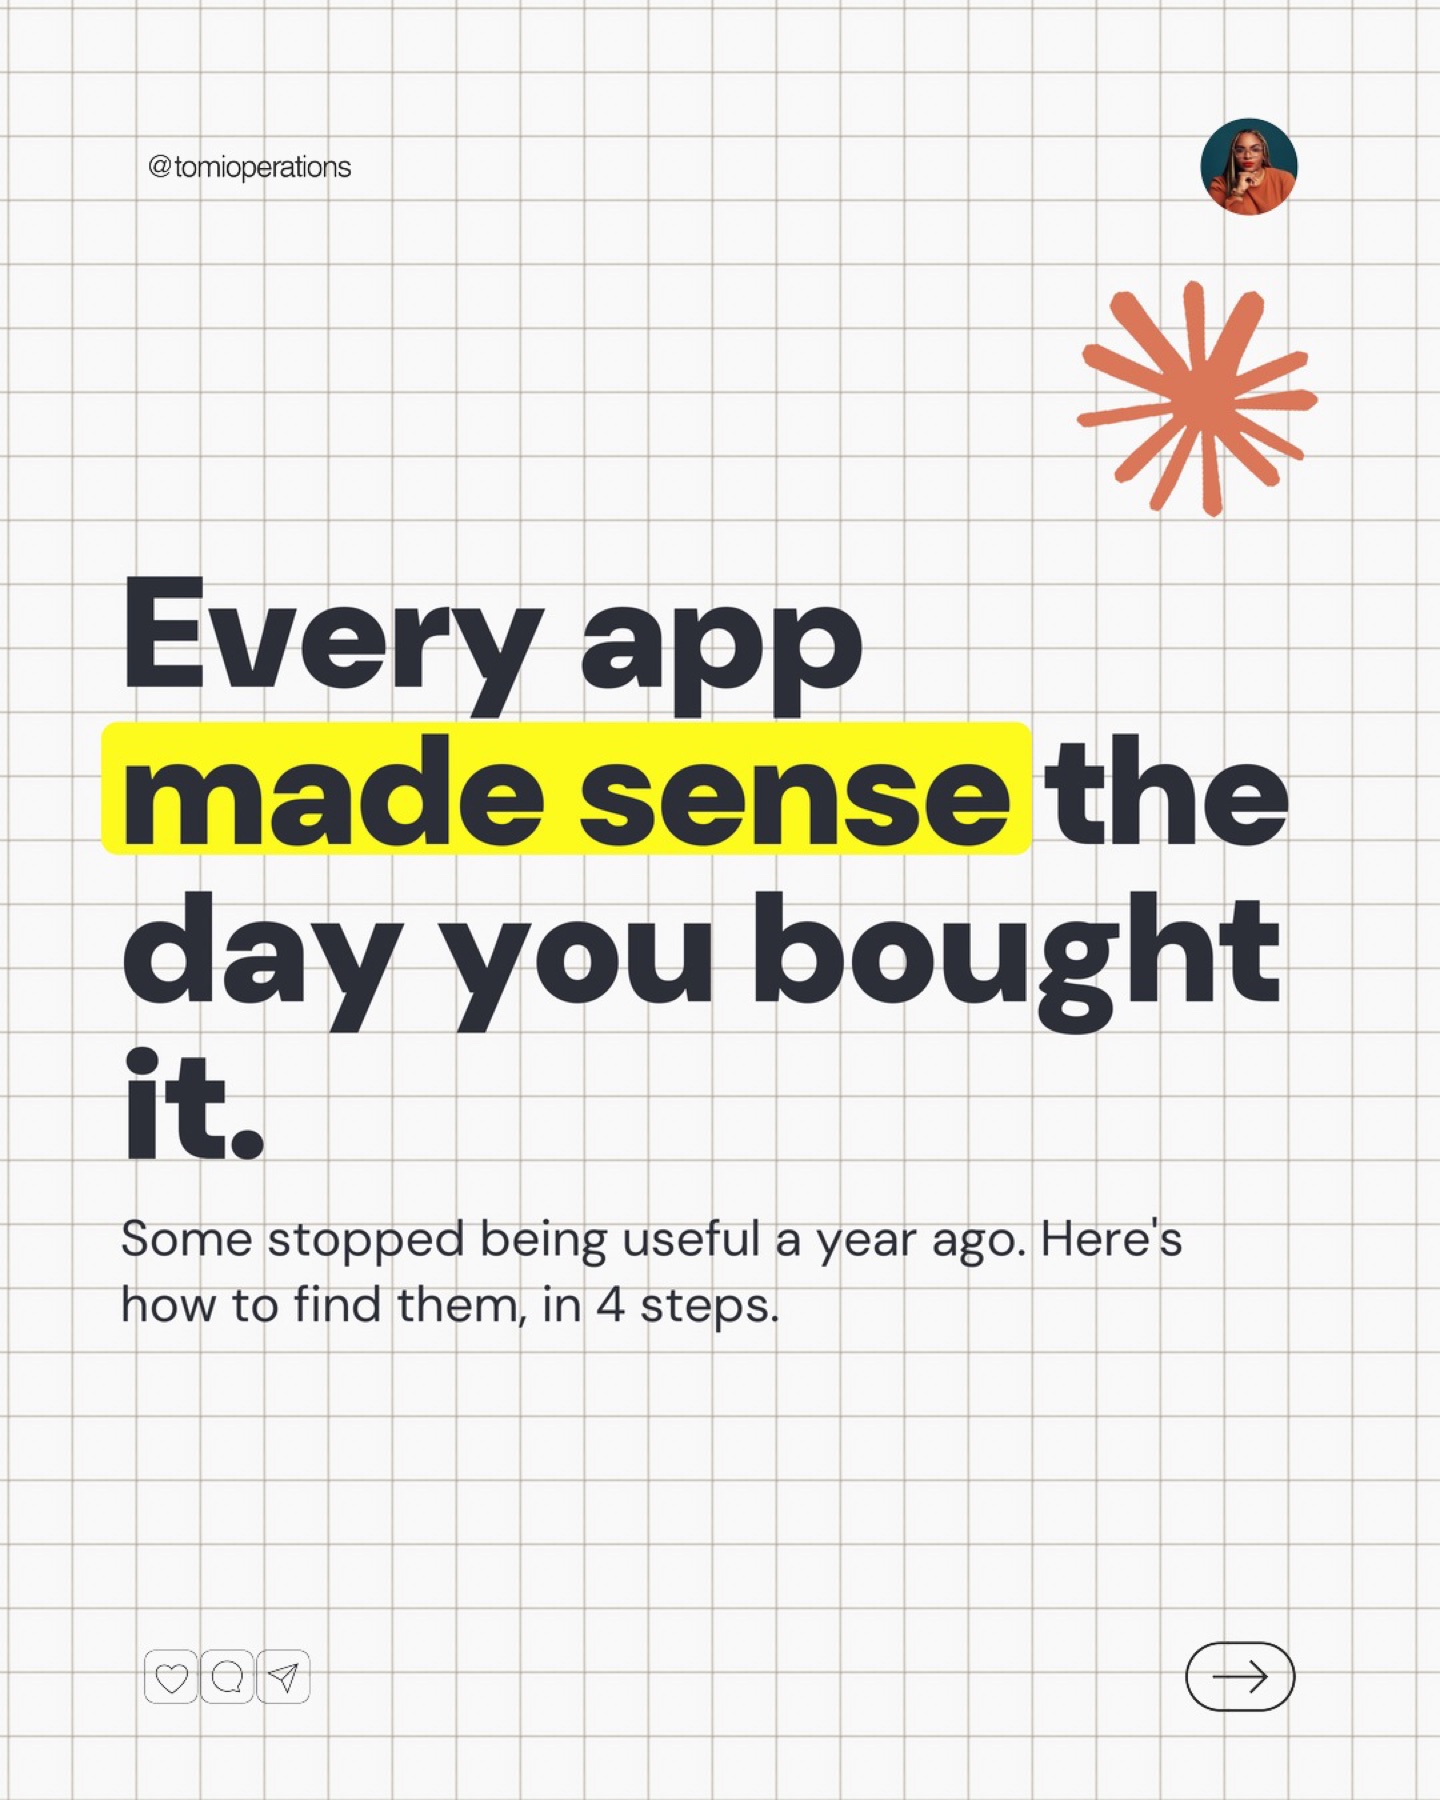 @tomioperations
Every app
made sense the
day you bought
it.
Some stopped being useful a year ago. Here's
how to find them, in 4 steps.